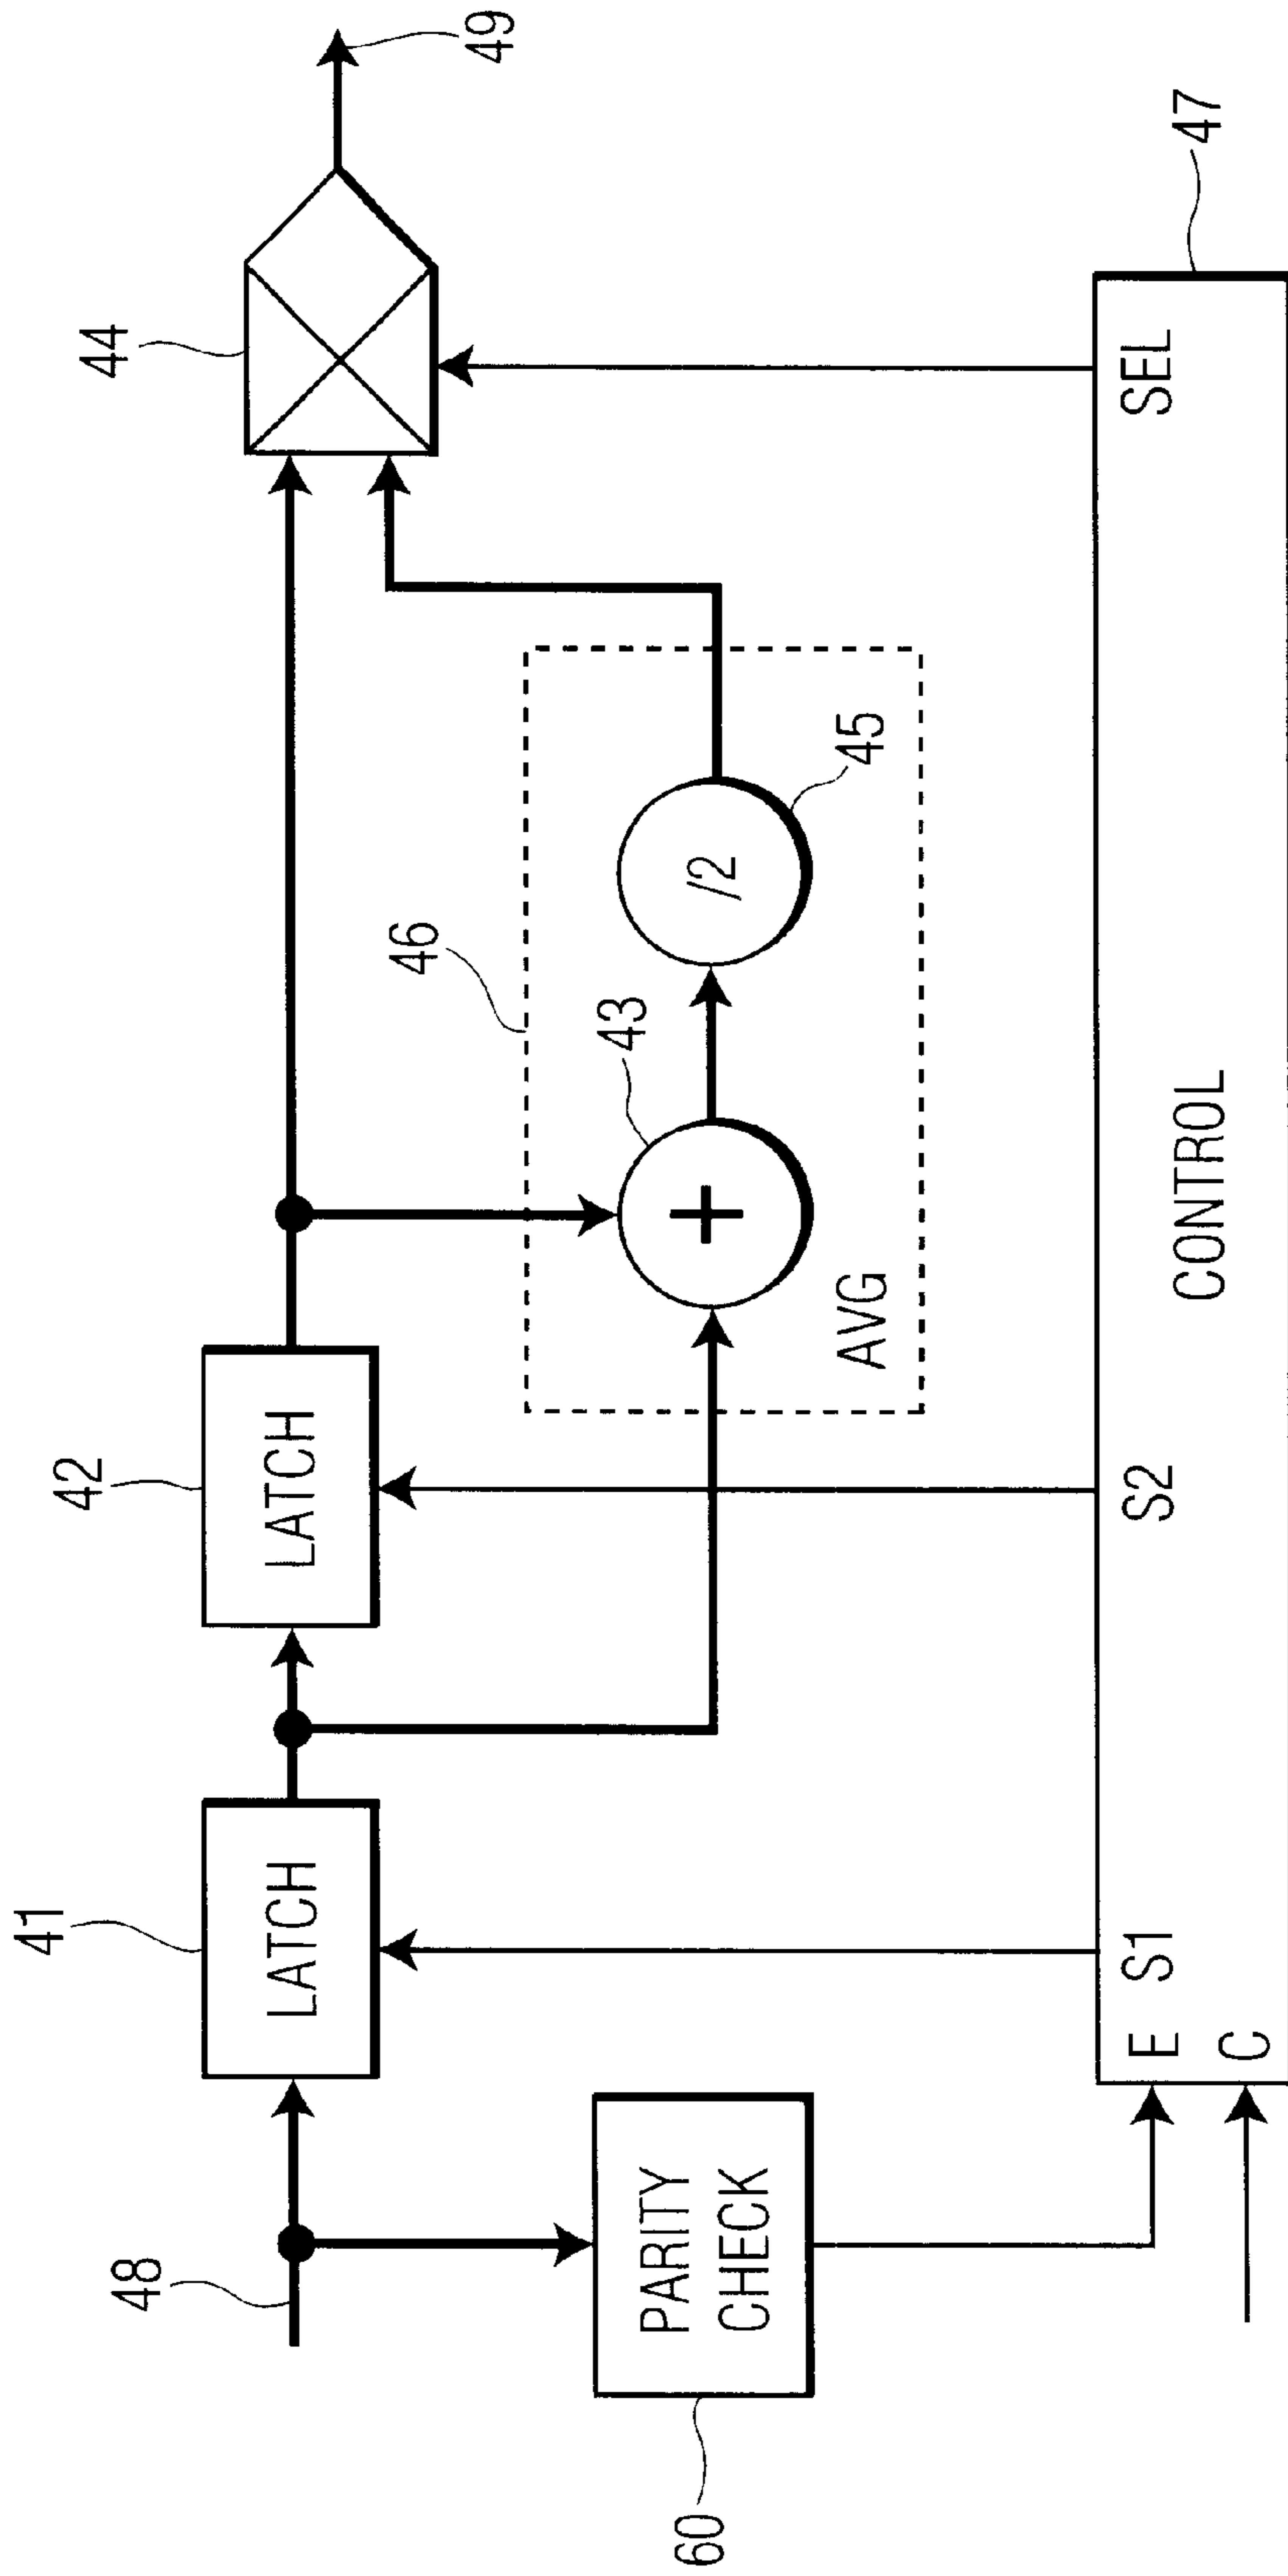 41
42
44
49
48
LATCH
LATCH
46
43
45
+
/2
AVG
60
PARITY
CHECK
E
S1
S2
SEL
C
CONTROL
47